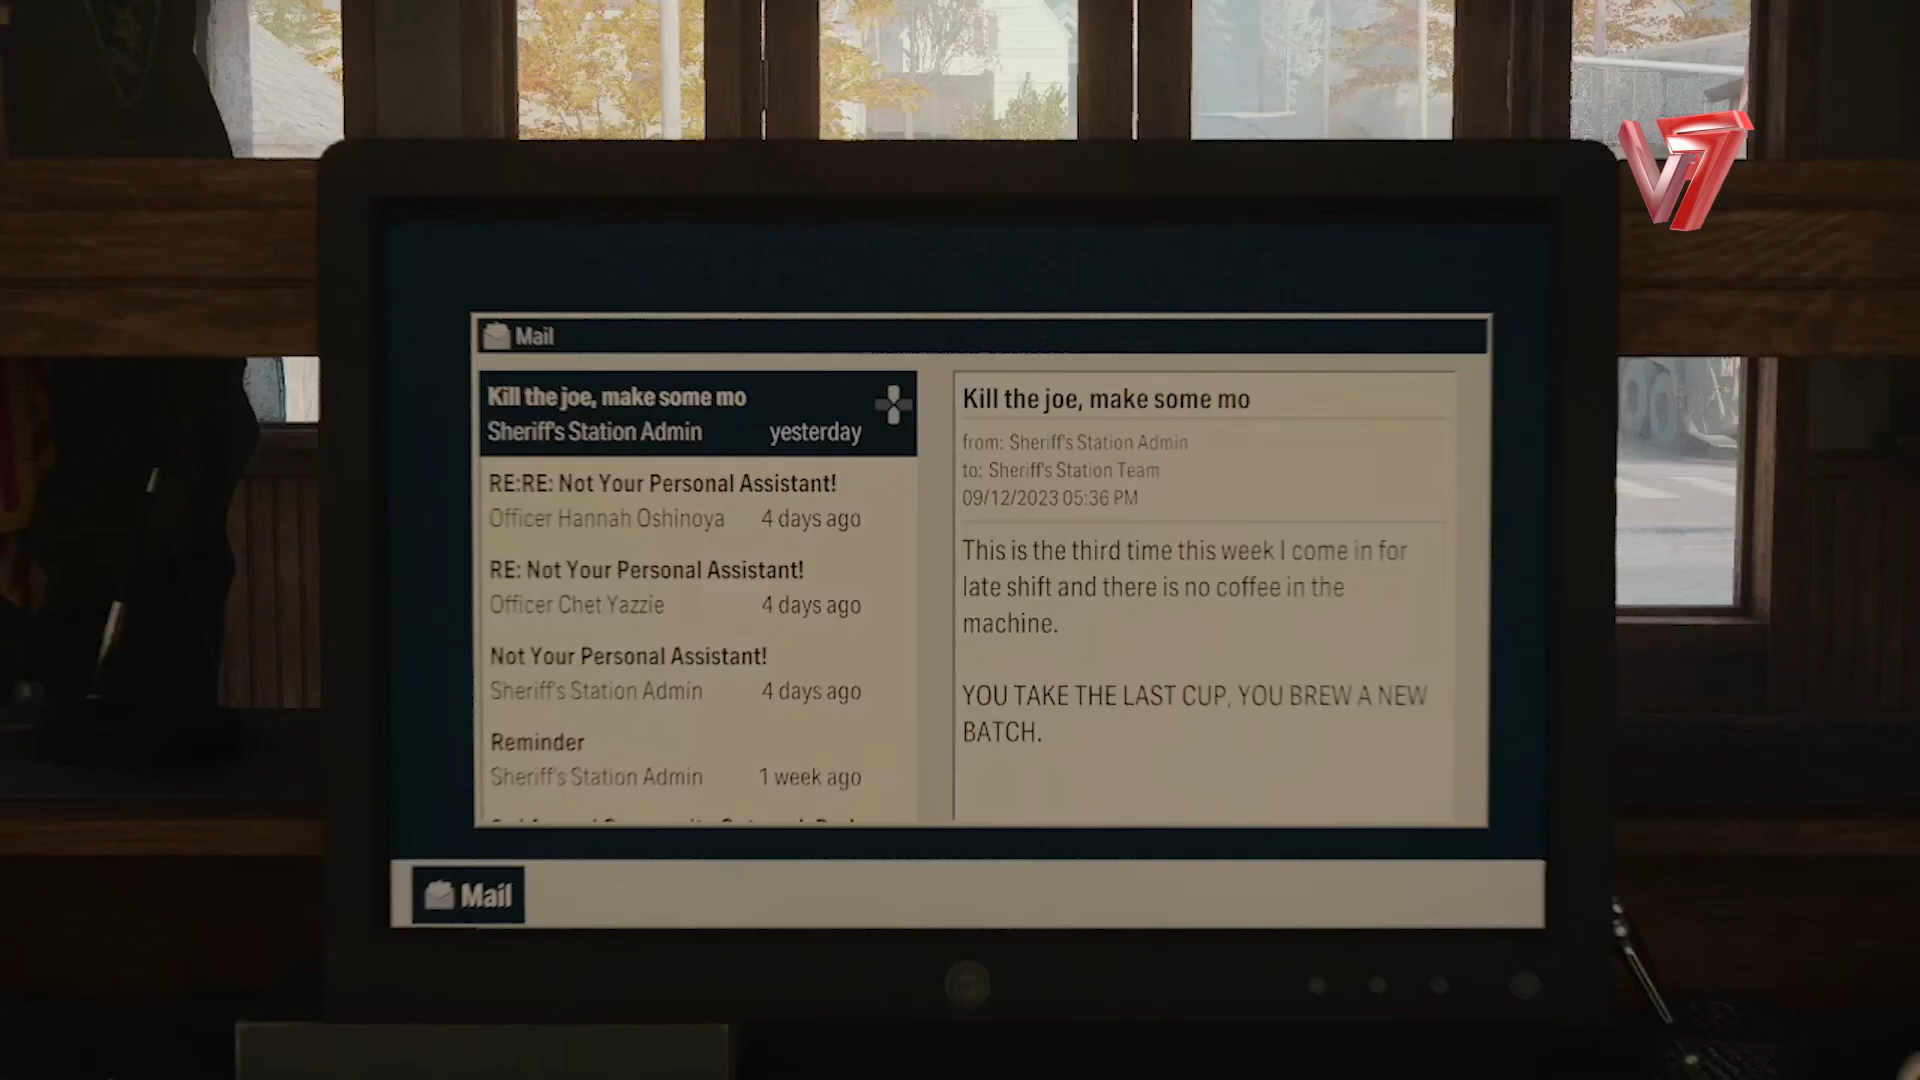 Mail
Kill the joe, make some mo
Sheriff's Station Admin yesterday
RE:RE: Not Your Personal Assistant!
Officer Hannah Oshinoya 4 days ago
RE: Not Your Personal Assistant!
Officer Chet Yazzie 4 days ago
Not Your Personal Assistant!
Sheriff's Station Admin 4 days ago
Reminder
Sheriff's Station Admin 1 week ago
Kill the joe, make some mo
from: Sheriff's Station Admin
to: Sheriff's Station Team
09/12/2023 05:36 PM
This is the third time this week I come in for
late shift and there is no coffee in the
machine.
YOU TAKE THE LAST CUP, YOU BREW A NEW
BATCH.
Mail
V7